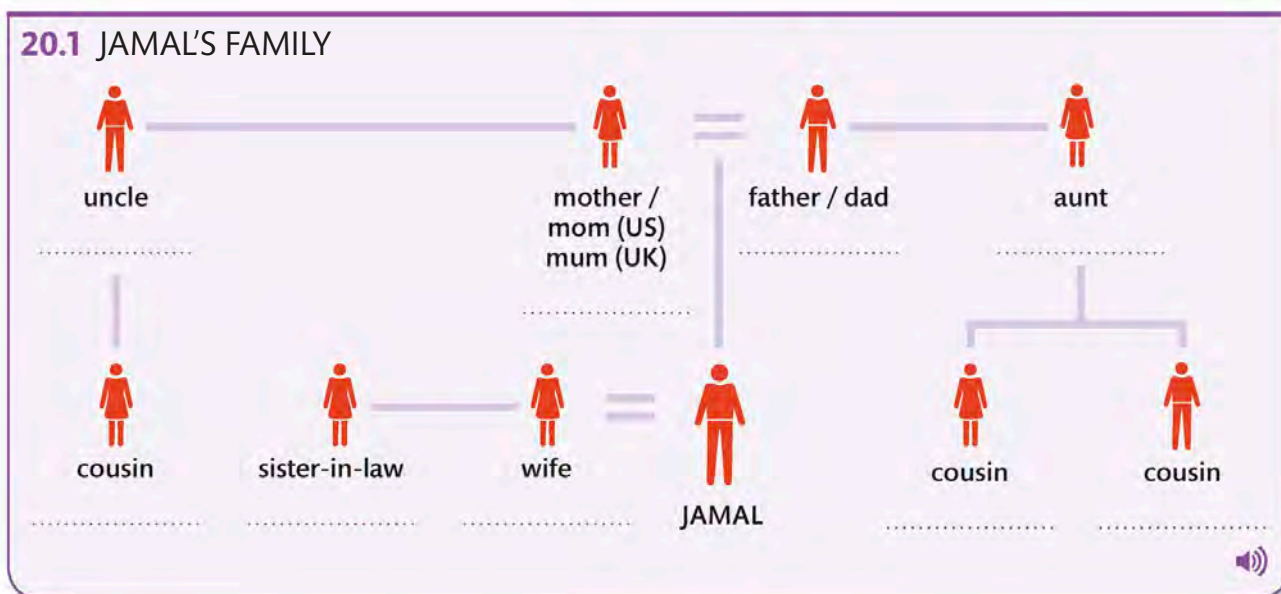 20.1 JAMAL'S FAMILY
uncle
mother /
mom (US)
mum (UK)
father / dad
aunt
cousin
sister-in-law
wife
JAMAL
cousin
cousin